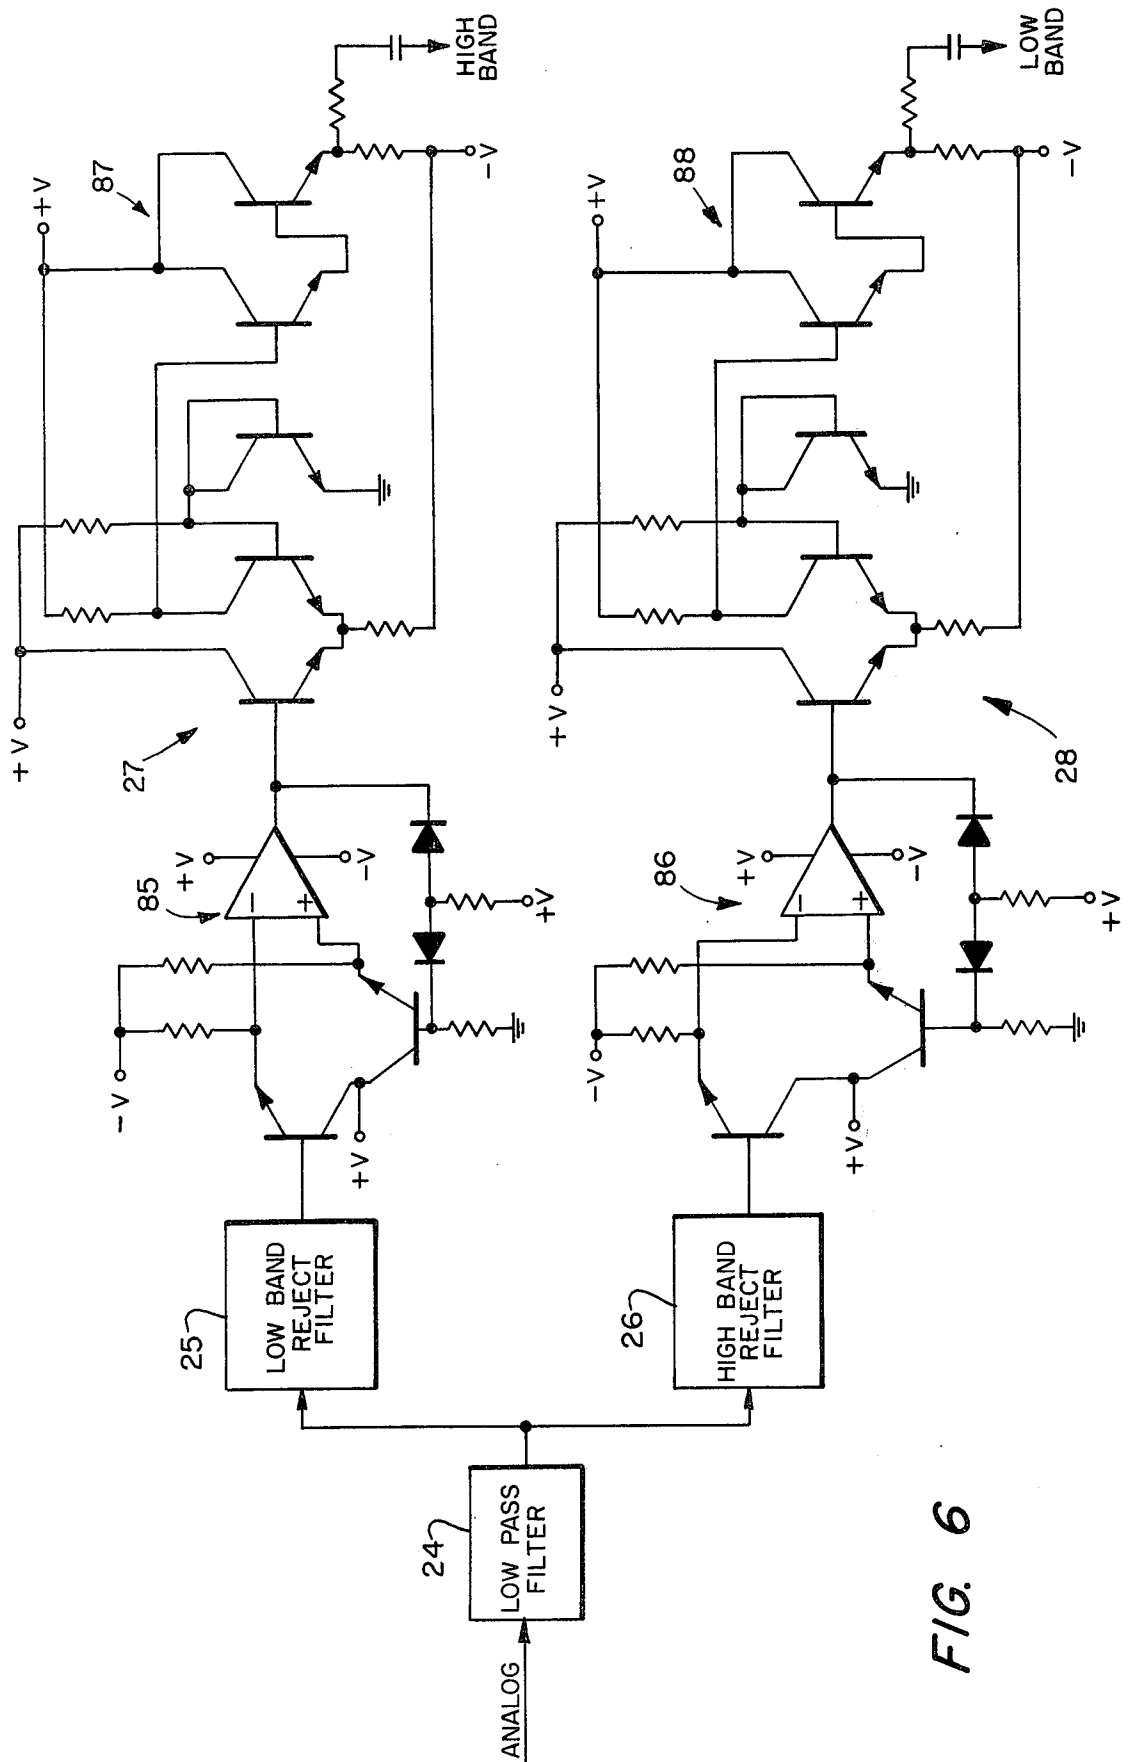 ANALOG
24
LOW PASS
FILTER
25
LOW BAND
REJECT
FILTER
26
HIGH BAND
REJECT
FILTER
-V
+V
85
+V
-
+
-V
+V
27
+V
+V
87
-V
HIGH
BAND
-V
+V
86
+V
-
+
-V
+V
28
+V
+V
88
-V
LOW
BAND
FIG. 6